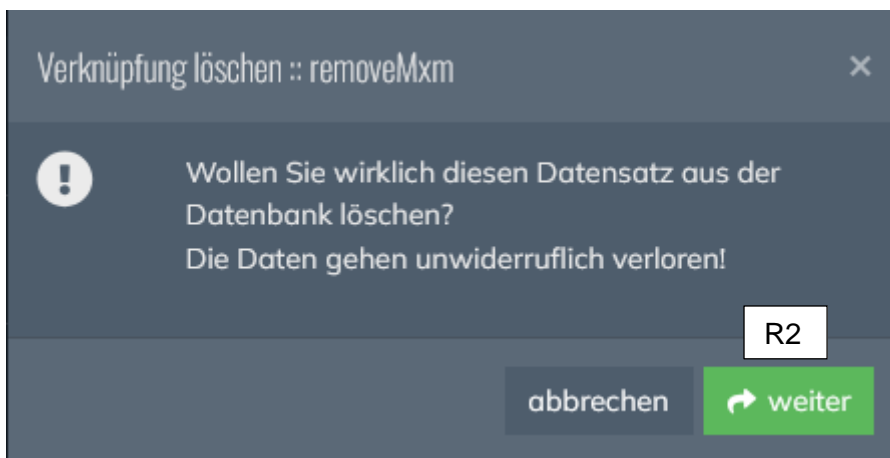 Verknüpfung löschen :: removeMxm ×
Wollen Sie wirklich diesen Datensatz aus der
Datenbank löschen?
Die Daten gehen unwiderruflich verloren!
R2
abbrechen weiter